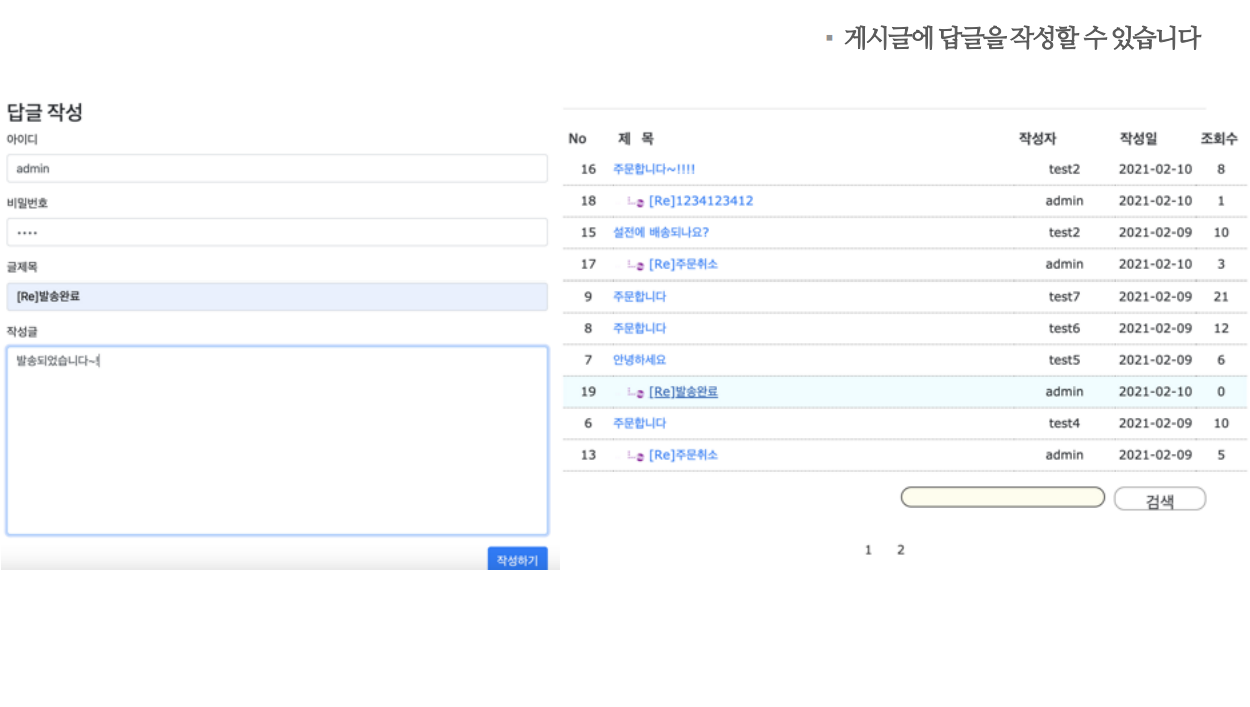 게시글에 답글을 작성할 수 있습니다
답글 작성
아이디
admin
비밀번호
••••
글제목
[Re]발송완료
작성글
발송되었습니다~!
작성하기
No 제 목 작성자 작성일 조회수
16 주문합니다~!!!! test2 2021-02-10 8
18 [Re]1234123412 admin 2021-02-10 1
15 설전에 배송되나요? test2 2021-02-09 10
17 [Re]주문취소 admin 2021-02-10 3
9 주문합니다 test7 2021-02-09 21
8 주문합니다 test6 2021-02-09 12
7 안녕하세요 test5 2021-02-09 6
19 [Re]발송완료 admin 2021-02-10 0
6 주문합니다 test4 2021-02-09 10
13 [Re]주문취소 admin 2021-02-09 5
검색
1 2